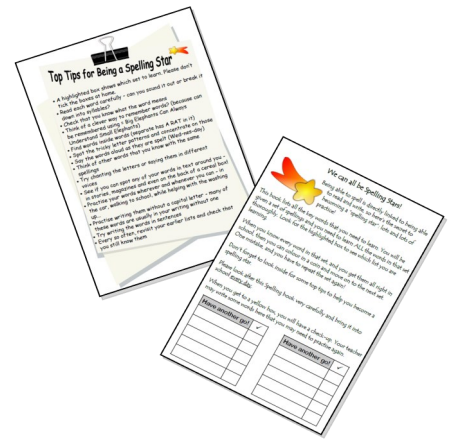 Top Tips for Being a Spelling Star
• A highlighted box shows which set to learn. Please don't
tick the boxes at home.
• Read each word carefully – can you sound it out or break it
down into syllables?
• Check that you know what the word means
• Think of a clever way to remember words? (because can
be remembered using – Big Elephants Can Always
Understand Small Elephants)
• Find words inside words (separate has A RAT in it)
• Spot the tricky letter patterns and concentrate on those
• Say the words aloud as they are spelt (Wed-nes-day)
• Think of other words that you know with the same
spellings
• Try chanting the letters or saying them in different
voices
• See if you can spot any of your words in text around you –
in stories, magazines and even on the back of a cereal box!
• Practise your words wherever and whenever you can – in
the car, walking to school, while helping with the washing
up...
• Practise writing them without a capital letter – many of
these words are usually in your writing without one
• Try writing the words in sentences
• Every so often, revisit your earlier lists and check that
you still know them
We can all be Spelling Stars!
Being able to spell is directly linked to being able
to read and write, so here's the secret to
becoming a 'spelling star' – lots and lots of
practice!
This book lists all the key words that you need to learn. You will be
given a set of spellings and you need to learn ALL the words in that set
thoroughly. Look for the highlighted box to see which list you are
learning.
When you know every word in that set, and you get them all right in
school, then you can colour in a coin and move on to the next set.
One mistake, and you have to repeat the set again!
Don't forget to look inside for some top tips to help you become a
spelling star.
Please look after this spelling book very carefully and bring it into
school every day.
When you get to a yellow box, you will have a check-up. Your teacher
may write some words here that you may need to practise again.
Have another go! ✓
Have another go! ✓